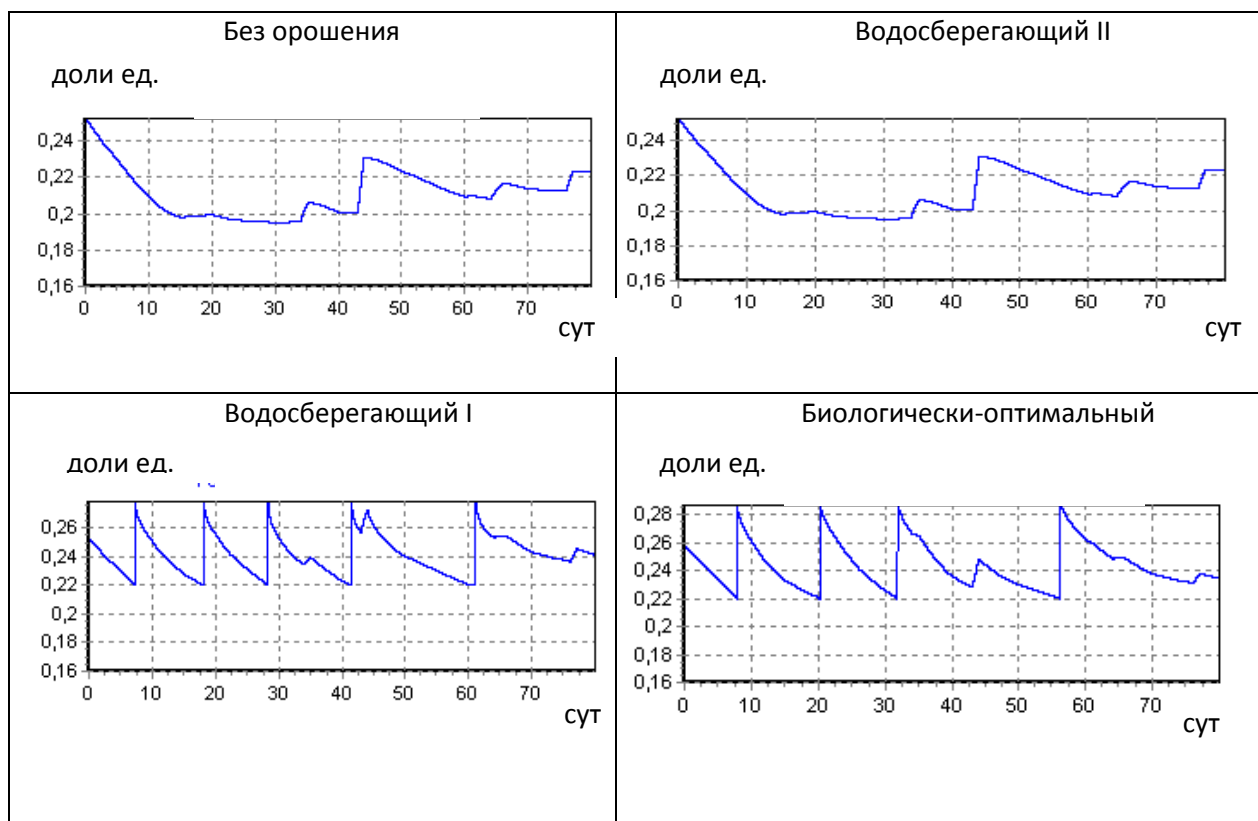 Без орошения
доли ед.
0,24
0,22
0,2
0,18
0,16
0 10 20 30 40 50 60 70
сут
Водосберегающий II
доли ед.
0,24
0,22
0,2
0,18
0,16
0 10 20 30 40 50 60 70
сут
Водосберегающий I
доли ед.
0,26
0,24
0,22
0,2
0,18
0,16
0 10 20 30 40 50 60 70
сут
Биологически-оптимальный
доли ед.
0,28
0,26
0,24
0,22
0,2
0,18
0,16
0 10 20 30 40 50 60 70
сут